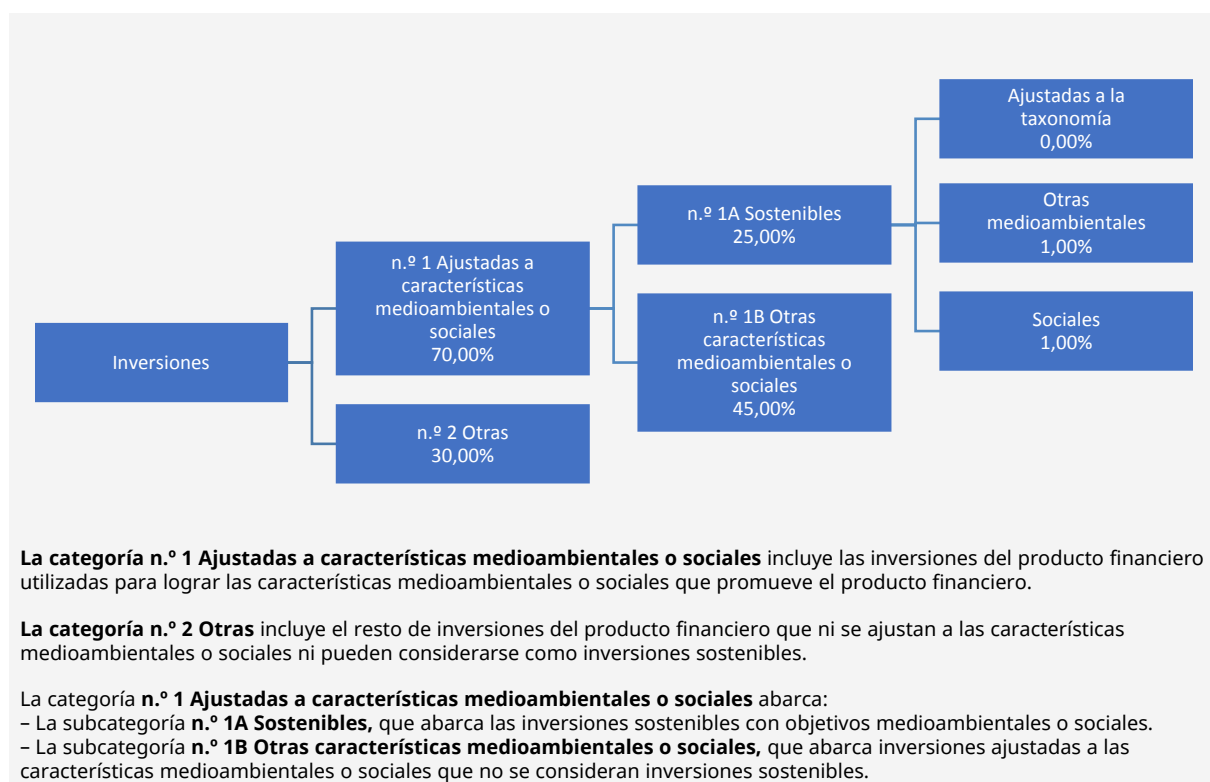 Inversiones
n.º 1 Ajustadas a
características
medioambientales o
sociales
70,00%
n.º 2 Otras
30,00%
n.º 1A Sostenibles
25,00%
n.º 1B Otras
características
medioambientales o
sociales
45,00%
Ajustadas a la
taxonomía
0,00%
Otras
medioambientales
1,00%
Sociales
1,00%
La categoría n.º 1 Ajustadas a características medioambientales o sociales incluye las inversiones del producto financiero
utilizadas para lograr las características medioambientales o sociales que promueve el producto financiero.
La categoría n.º 2 Otras incluye el resto de inversiones del producto financiero que ni se ajustan a las características
medioambientales o sociales ni pueden considerarse como inversiones sostenibles.
La categoría n.º 1 Ajustadas a características medioambientales o sociales abarca:
– La subcategoría n.º 1A Sostenibles, que abarca las inversiones sostenibles con objetivos medioambientales o sociales.
– La subcategoría n.º 1B Otras características medioambientales o sociales, que abarca inversiones ajustadas a las
características medioambientales o sociales que no se consideran inversiones sostenibles.